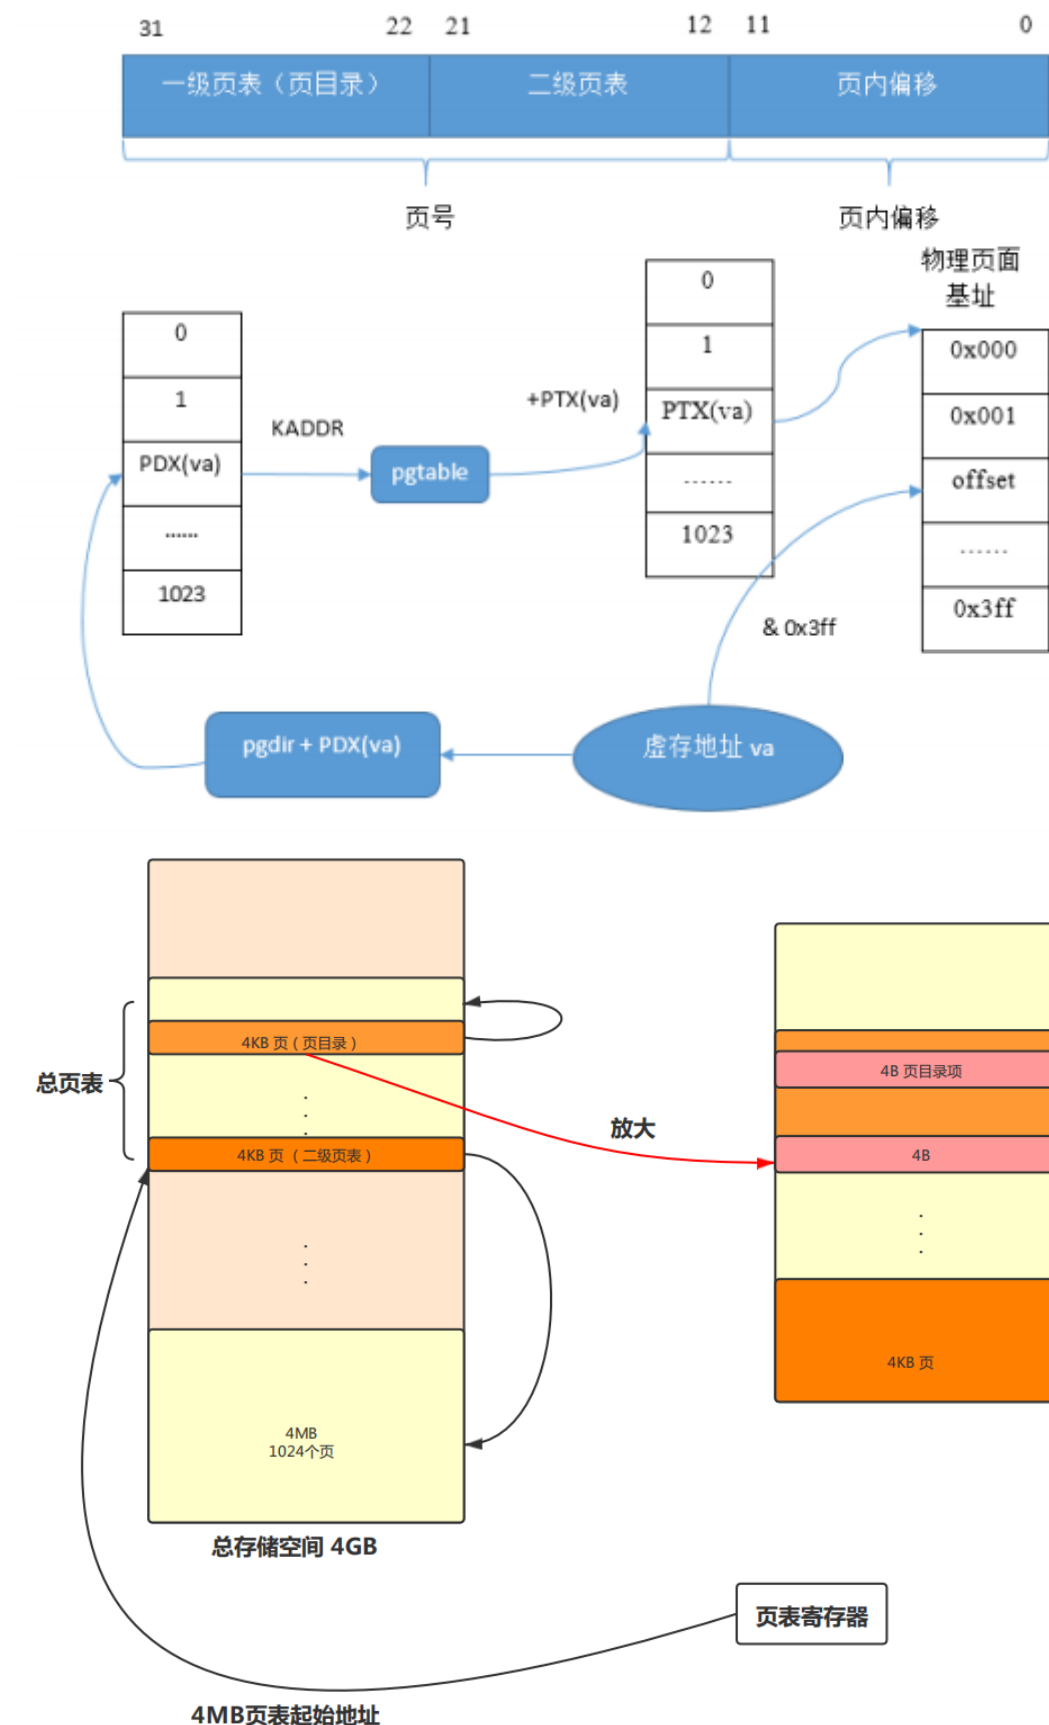 31 22 21 12 11 0
一级页表（页目录） 二级页表 页内偏移
页号 页内偏移
物理页面
基址
0
1
PDX(va)
......
1023
KADDR
pgtable
+PTX(va)
0
1
PTX(va)
......
1023
0x000
0x001
offset
......
0x3ff
& 0x3ff
pgdir + PDX(va)
虚存地址 va
总页表
4KB 页（页目录）
.
.
.
4KB 页 （二级页表）
.
.
.
4MB
1024个页
总存储空间 4GB
放大
4B 页目录项
4B
.
.
.
4KB 页
页表寄存器
4MB页表起始地址